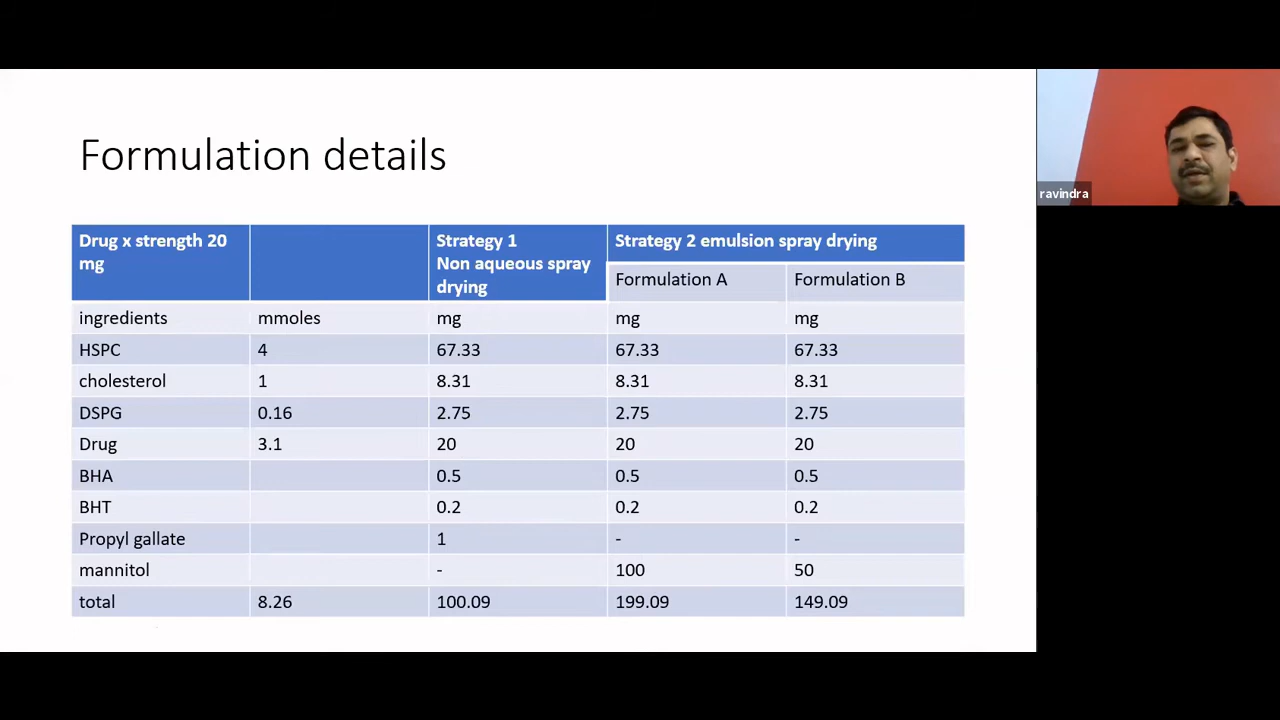 Formulation details
ravindra
Drug x strength 20 mg Strategy 1 Non aqueous spray drying Strategy 2 emulsion spray drying
Formulation A Formulation B
ingredients mmoles mg mg mg
HSPC 4 67.33 67.33 67.33
cholesterol 1 8.31 8.31 8.31
DSPG 0.16 2.75 2.75 2.75
Drug 3.1 20 20 20
BHA 0.5 0.5 0.5
BHT 0.2 0.2 0.2
Propyl gallate 1 - -
mannitol - 100 50
total 8.26 100.09 199.09 149.09